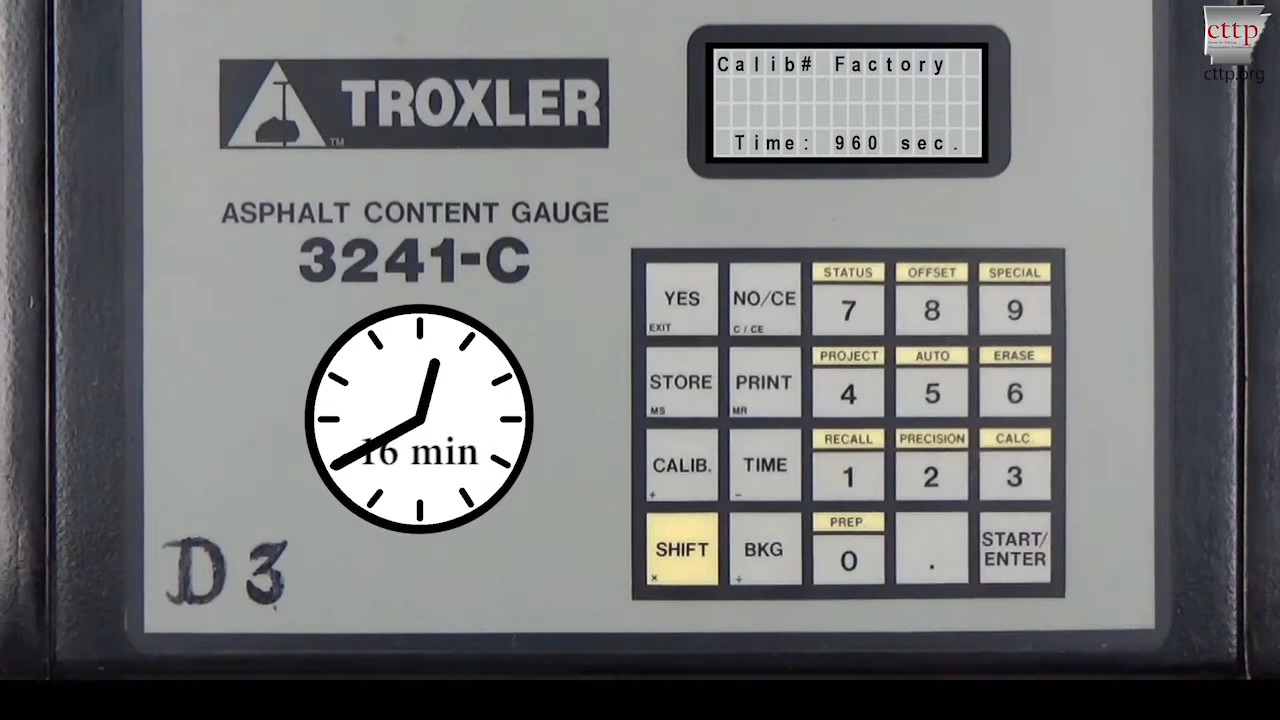 cttp
cttp.org
Calib# Factory
Time: 960 sec.
TROXLER
TM
ASPHALT CONTENT GAUGE
3241-C
16 min
D3
YES
EXIT
NO/CE
C / CE
STATUS
7
OFFSET
8
SPECIAL
9
STORE
MS
PRINT
MR
PROJECT
4
AUTO
5
ERASE
6
CALIB.
+
TIME
−
RECALL
1
PRECISION
2
CALC.
3
SHIFT
×
BKG
÷
PREP.
0
.
START/
ENTER